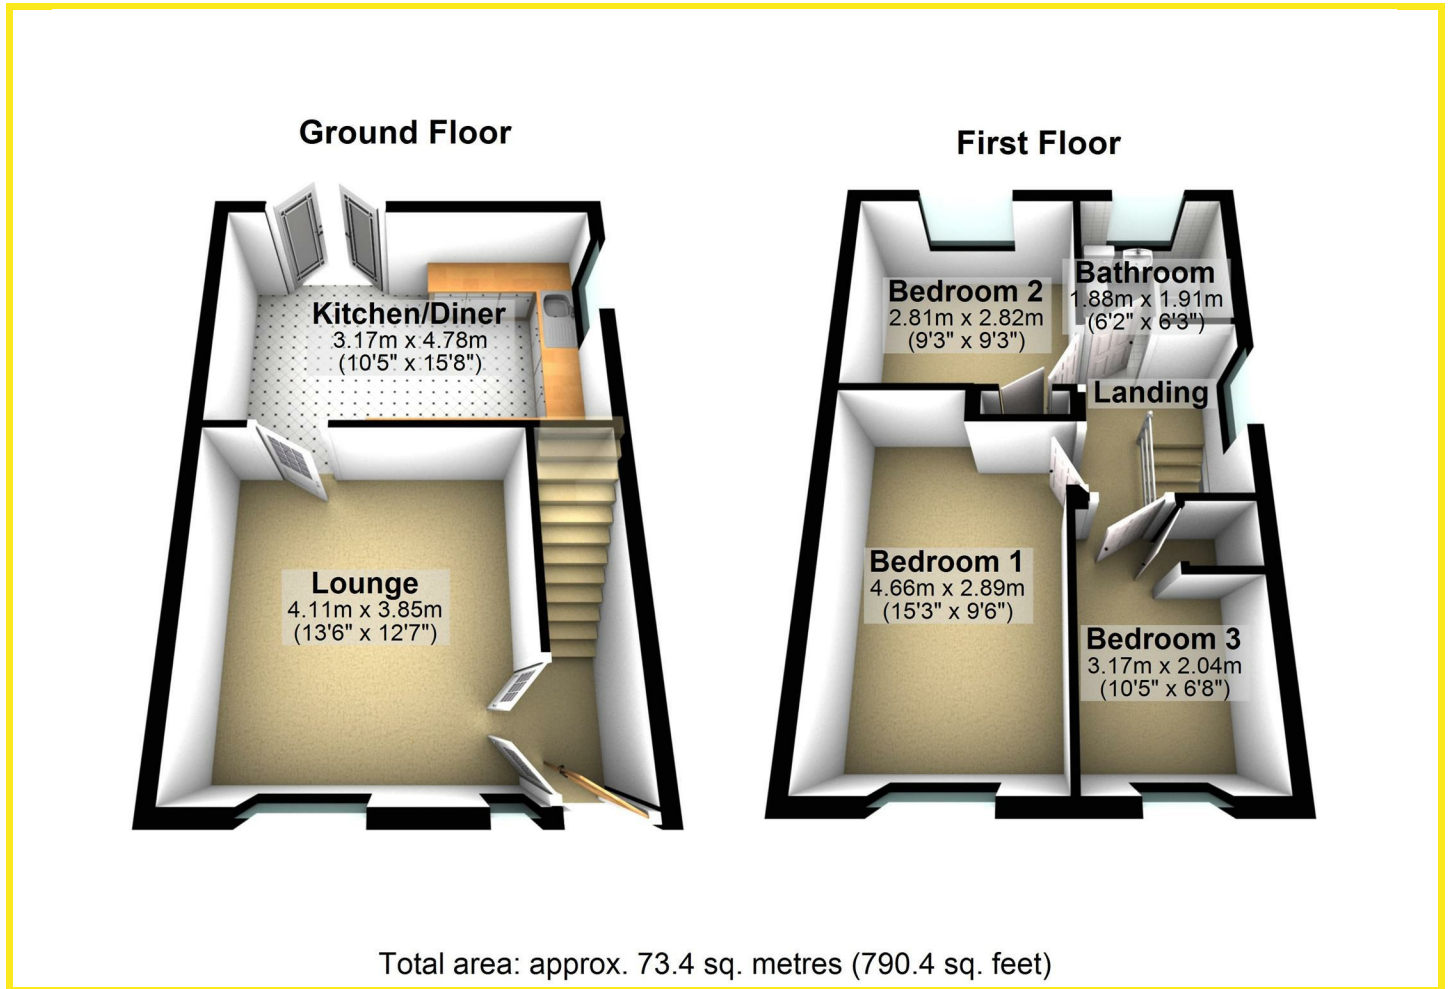 Ground Floor
First Floor
Kitchen/Diner
3.17m x 4.78m
(10'5" x 15'8")
Lounge
4.11m x 3.85m
(13'6" x 12'7")
Bedroom 2
2.81m x 2.82m
(9'3" x 9'3")
Bathroom
1.88m x 1.91m
(6'2" x 6'3")
Landing
Bedroom 1
4.66m x 2.89m
(15'3" x 9'6")
Bedroom 3
3.17m x 2.04m
(10'5" x 6'8")
Total area: approx. 73.4 sq. metres (790.4 sq. feet)